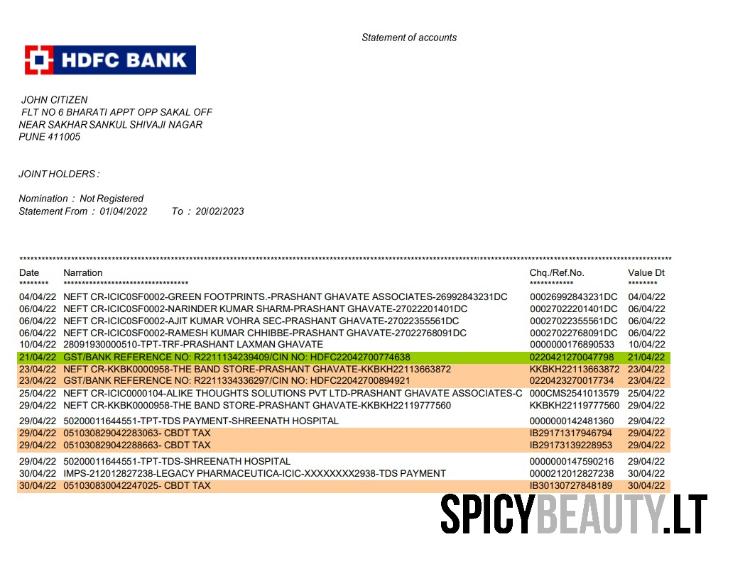 Statement of accounts
HDFC BANK
JOHN CITIZEN
FLT NO 6 BHARATI APPT OPP SAKAL OFF
NEAR SAKHAR SANKUL SHIVAJI NAGAR
PUNE 411005
JOINT HOLDERS :
Nomination : Not Registered
Statement From : 01/04/2022 To : 20/02/2023
Date Narration Chq./Ref.No. Value Dt
04/04/22 NEFT CR-ICIC0SF0002-GREEN FOOTPRINTS.-PRASHANT GHAVATE ASSOCIATES-26992843231DC 00026992843231DC 04/04/22
06/04/22 NEFT CR-ICIC0SF0002-NARINDER KUMAR SHARM-PRASHANT GHAVATE-27022201401DC 00027022201401DC 06/04/22
06/04/22 NEFT CR-ICIC0SF0002-AJIT KUMAR VOHRA SEC-PRASHANT GHAVATE-27022355561DC 00027022355561DC 06/04/22
06/04/22 NEFT CR-ICIC0SF0002-RAMESH KUMAR CHHIBBE-PRASHANT GHAVATE-27022768091DC 00027022768091DC 06/04/22
10/04/22 28091930000510-TPT-TRF-PRASHANT LAXMAN GHAVATE 0000000176890533 10/04/22
21/04/22 GST/BANK REFERENCE NO: R2211134239409/CIN NO: HDFC22042700774638 0220421270047798 21/04/22
23/04/22 NEFT CR-KKBK0000958-THE BAND STORE-PRASHANT GHAVATE-KKBKH22113663872 KKBKH22113663872 23/04/22
23/04/22 GST/BANK REFERENCE NO: R2211334336297/CIN NO: HDFC22042700894921 0220423270017734 23/04/22
25/04/22 NEFT CR-ICIC0000104-ALIKE THOUGHTS SOLUTIONS PVT LTD-PRASHANT GHAVATE ASSOCIATES-C 000CMS2541013579 25/04/22
29/04/22 NEFT CR-KKBK0000958-THE BAND STORE-PRASHANT GHAVATE-KKBKH22119777560 KKBKH22119777560 29/04/22
29/04/22 50200011644551-TPT-TDS PAYMENT-SHREENATH HOSPITAL 0000000142481360 29/04/22
29/04/22 051030829042283063- CBDT TAX IB29171317946794 29/04/22
29/04/22 051030829042288663- CBDT TAX IB29173139228953 29/04/22
29/04/22 50200011644551-TPT-TDS-SHREENATH HOSPITAL 0000000147590216 29/04/22
30/04/22 IMPS-212012827238-LEGACY PHARMACEUTICA-ICIC-XXXXXXXX2938-TDS PAYMENT 0000212012827238 30/04/22
30/04/22 051030830042247025- CBDT TAX IB30130727848189 30/04/22
SPICYBEAUTY.LT